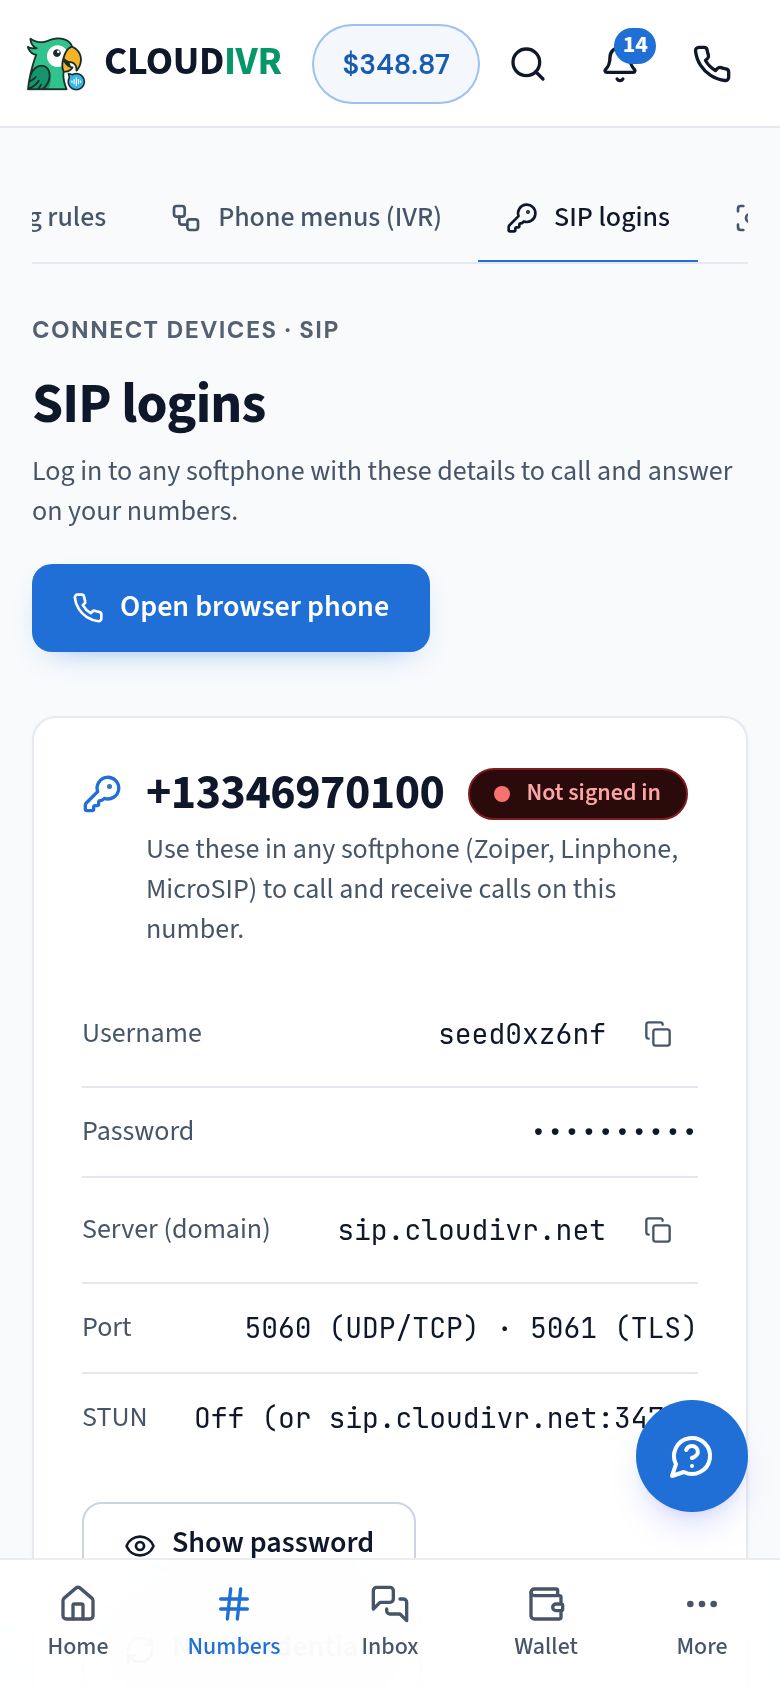 CLOUDIVR
$348.87
14
g rules
Phone menus (IVR)
SIP logins
CONNECT DEVICES · SIP
SIP logins
Log in to any softphone with these details to call and answer
on your numbers.
Open browser phone
+13346970100
Not signed in
Use these in any softphone (Zoiper, Linphone,
MicroSIP) to call and receive calls on this
number.
Username
seed0xz6nf
Password
••••••••••
Server (domain)
sip.cloudivr.net
Port
5060 (UDP/TCP) · 5061 (TLS)
STUN
Off (or sip.cloudivr.net:347
Show password
Home
Numbers
Inbox
Wallet
More